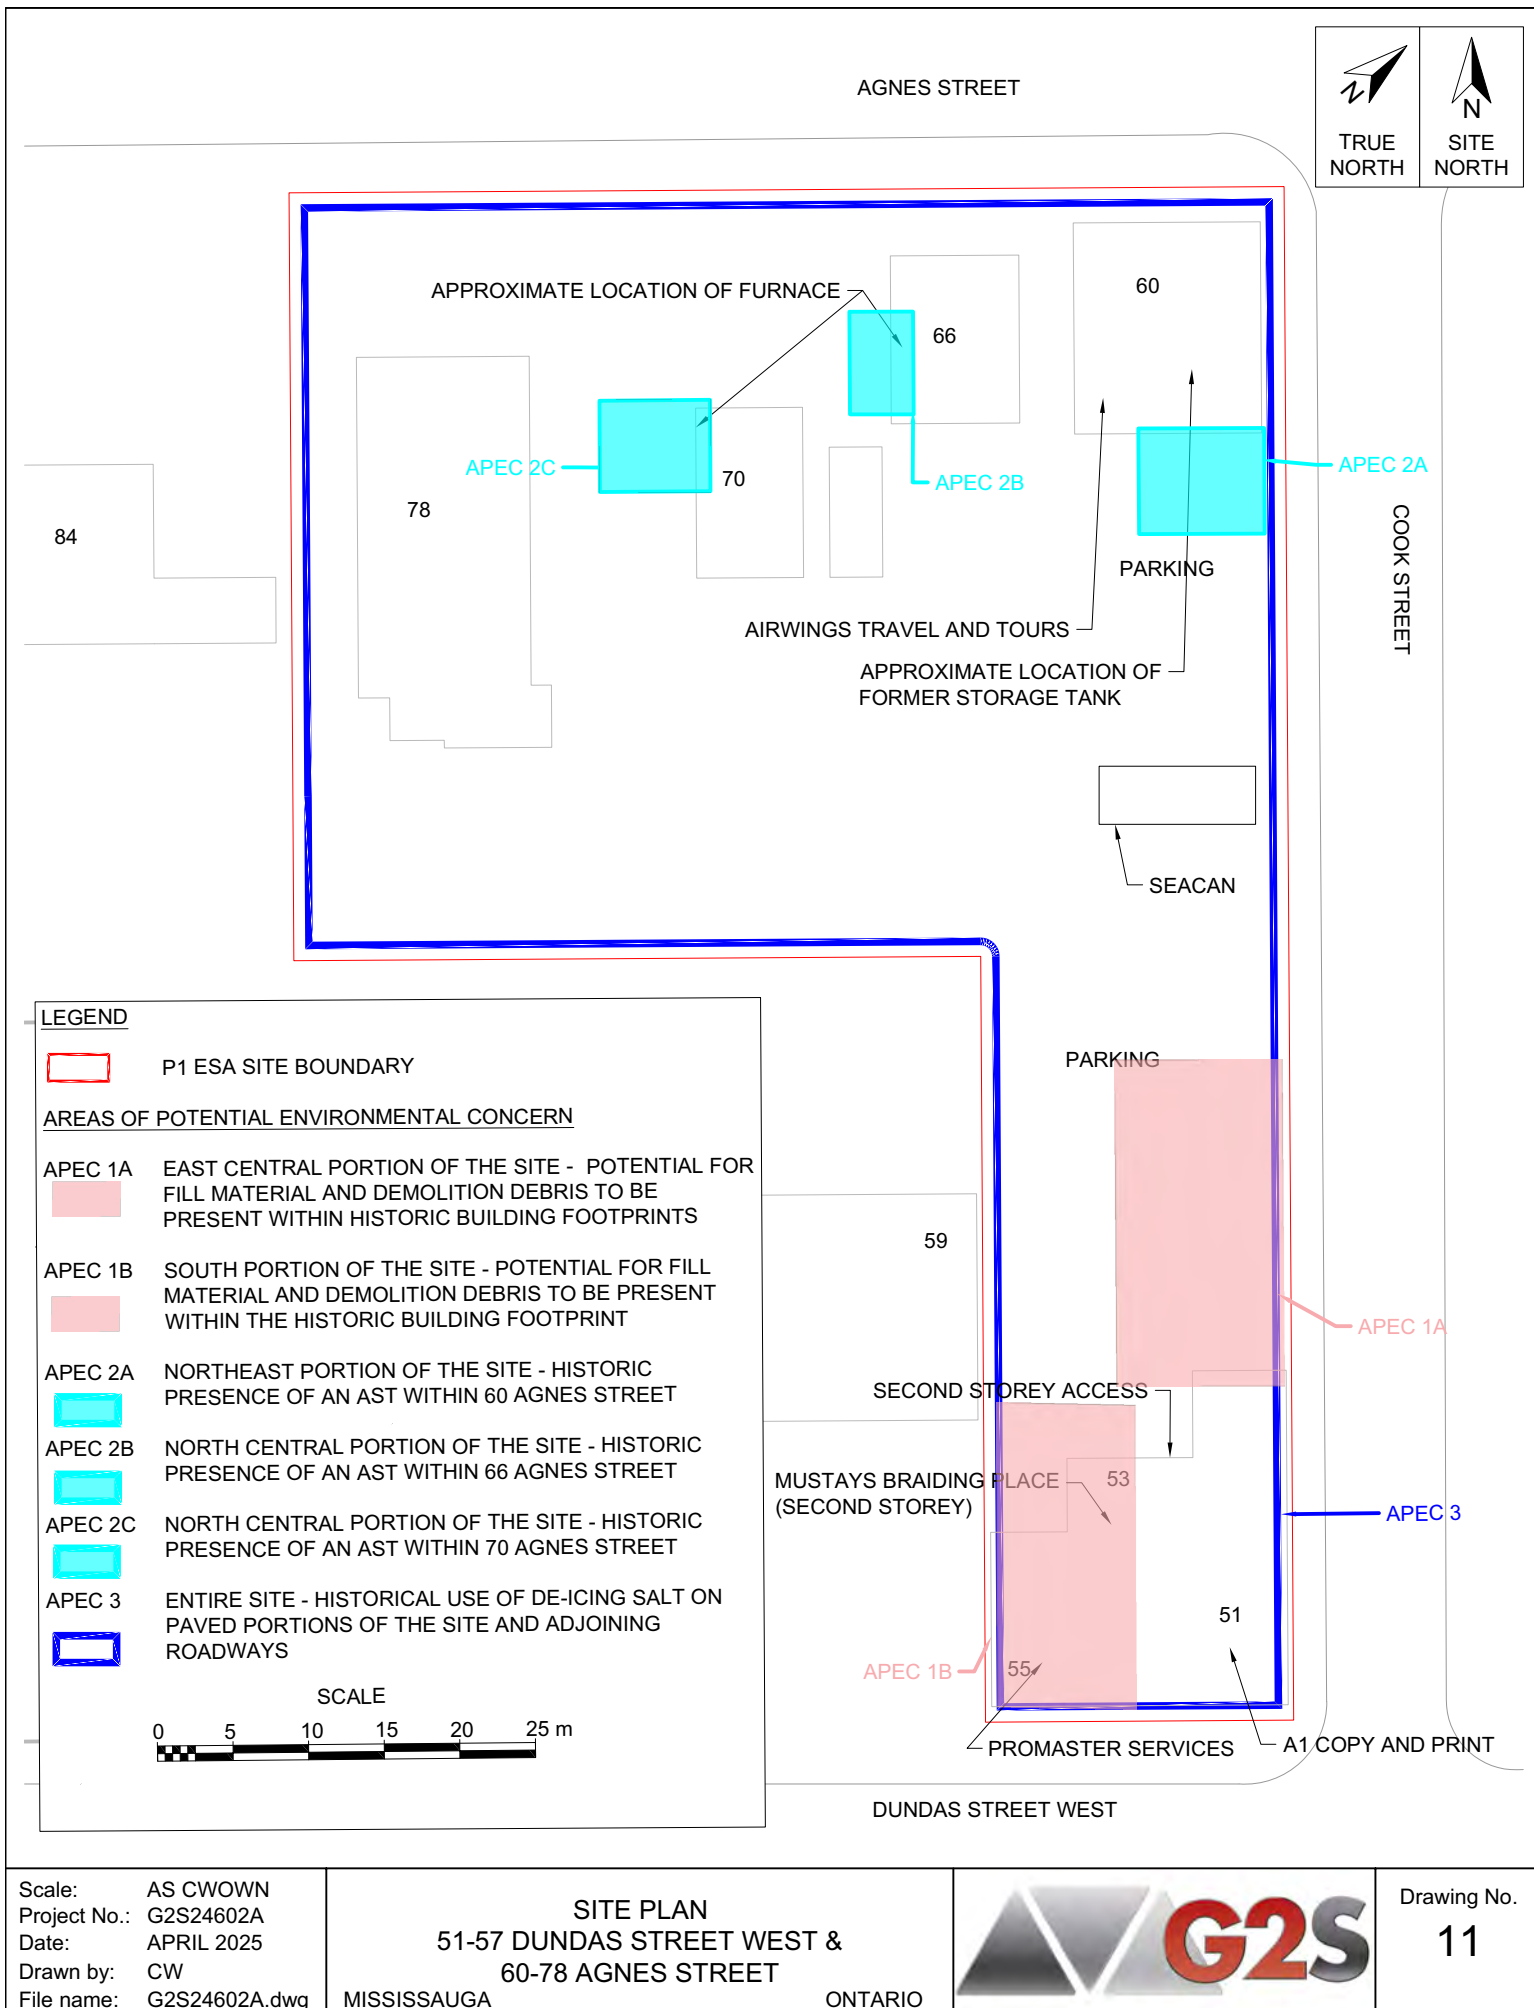 AGNES STREET
N
TRUE
NORTH
N
SITE
NORTH
APPROXIMATE LOCATION OF FURNACE
60
66
APEC 2C
70
APEC 2B
APEC 2A
78
84
PARKING
COOK STREET
AIRWINGS TRAVEL AND TOURS
APPROXIMATE LOCATION OF
FORMER STORAGE TANK
SEACAN
PARKING
59
APEC 1A
SECOND STOREY ACCESS
MUSTAYS BRAIDING PLACE
(SECOND STOREY)
53
APEC 3
51
APEC 1B
55
PROMASTER SERVICES
A1 COPY AND PRINT
DUNDAS STREET WEST
LEGEND
P1 ESA SITE BOUNDARY
AREAS OF POTENTIAL ENVIRONMENTAL CONCERN
APEC 1A EAST CENTRAL PORTION OF THE SITE - POTENTIAL FOR
FILL MATERIAL AND DEMOLITION DEBRIS TO BE
PRESENT WITHIN HISTORIC BUILDING FOOTPRINTS
APEC 1B SOUTH PORTION OF THE SITE - POTENTIAL FOR FILL
MATERIAL AND DEMOLITION DEBRIS TO BE PRESENT
WITHIN THE HISTORIC BUILDING FOOTPRINT
APEC 2A NORTHEAST PORTION OF THE SITE - HISTORIC
PRESENCE OF AN AST WITHIN 60 AGNES STREET
APEC 2B NORTH CENTRAL PORTION OF THE SITE - HISTORIC
PRESENCE OF AN AST WITHIN 66 AGNES STREET
APEC 2C NORTH CENTRAL PORTION OF THE SITE - HISTORIC
PRESENCE OF AN AST WITHIN 70 AGNES STREET
APEC 3 ENTIRE SITE - HISTORICAL USE OF DE-ICING SALT ON
PAVED PORTIONS OF THE SITE AND ADJOINING
ROADWAYS
SCALE
0 5 10 15 20 25 m
Scale: AS CWOWN
Project No.: G2S24602A
Date: APRIL 2025
Drawn by: CW
File name: G2S24602A.dwg
SITE PLAN
51-57 DUNDAS STREET WEST &
60-78 AGNES STREET
MISSISSAUGA ONTARIO
G2S
Drawing No.
11